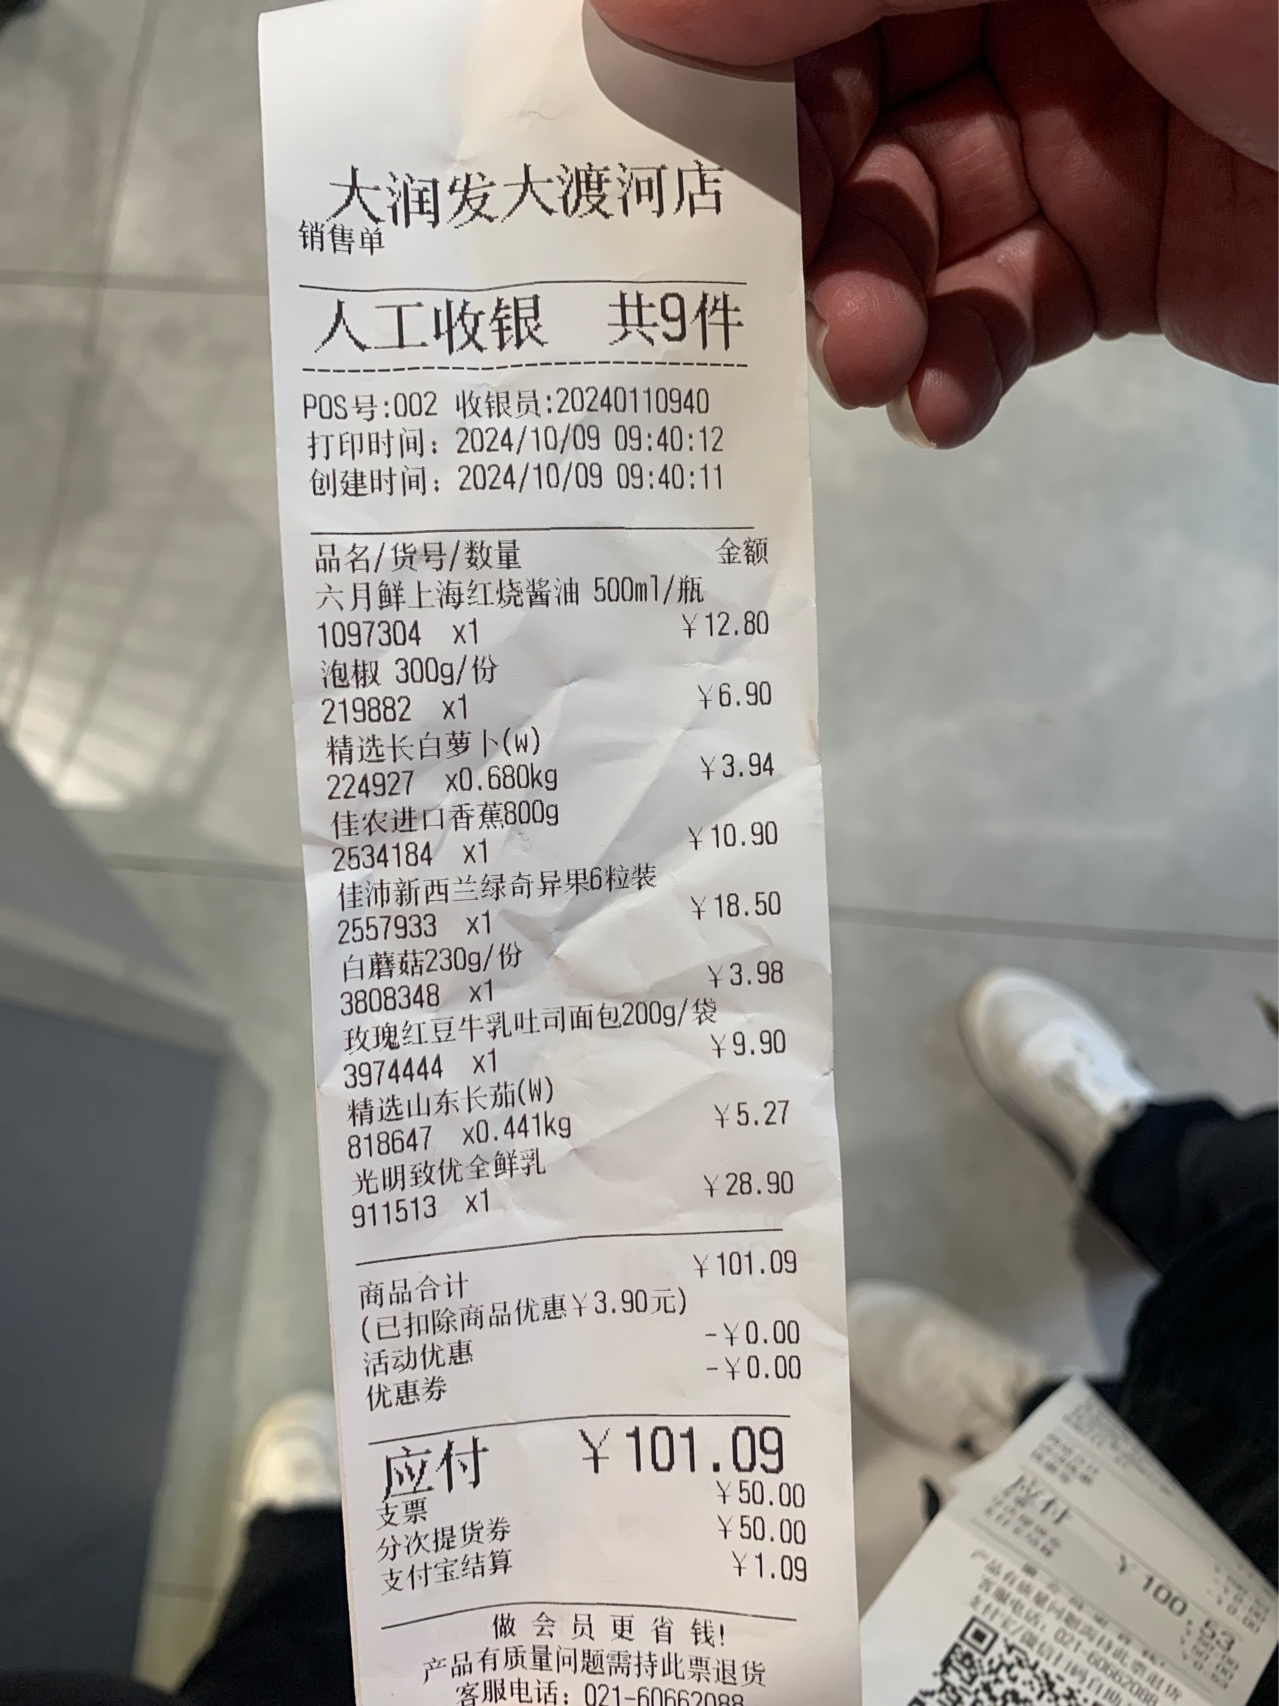 大润发大渡河店
销售单
人工收银 共9件
POS号:002 收银员:20240110940
打印时间: 2024/10/09 09:40:12
创建时间: 2024/10/09 09:40:11
品名/货号/数量 金额
六月鲜上海红烧酱油 500ml/瓶
1097304 x1 ￥12.80
泡椒 300g/份
219882 x1 ￥6.90
精选长白萝卜(W)
224927 x0.680kg ￥3.94
佳农进口香蕉800g
2534184 x1 ￥10.90
佳沛新西兰绿奇异果6粒装
2557933 x1 ￥18.50
白蘑菇230g/份
3808348 x1 ￥3.98
玫瑰红豆牛乳吐司面包200g/袋
3974444 x1 ￥9.90
精选山东长茄(W)
818647 x0.441kg ￥5.27
光明致优全鲜乳
911513 x1 ￥28.90
商品合计 ￥101.09
(已扣除商品优惠￥3.90元)
活动优惠 -￥0.00
优惠券 -￥0.00
应付 ￥101.09
支票 ￥50.00
分次提货券 ￥50.00
支付宝结算 ￥1.09
做会员更省钱!
产品有质量问题需持此票退货
客服电话: 021-60662088
应付 ￥100.53